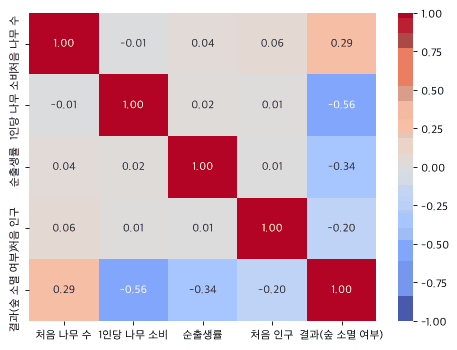 처음 나무 수
1.00 -0.01 0.04 0.06 0.29
1인당 나무 소비
-0.01 1.00 0.02 0.01 -0.56
순출생률
0.04 0.02 1.00 0.01 -0.34
처음 인구
0.06 0.01 0.01 1.00 -0.20
결과(숲 소멸 여부)
0.29 -0.56 -0.34 -0.20 1.00
처음 나무 수 1인당 나무 소비 순출생률 처음 인구 결과(숲 소멸 여부)
1.00
0.75
0.50
0.25
0.00
-0.25
-0.50
-0.75
-1.00